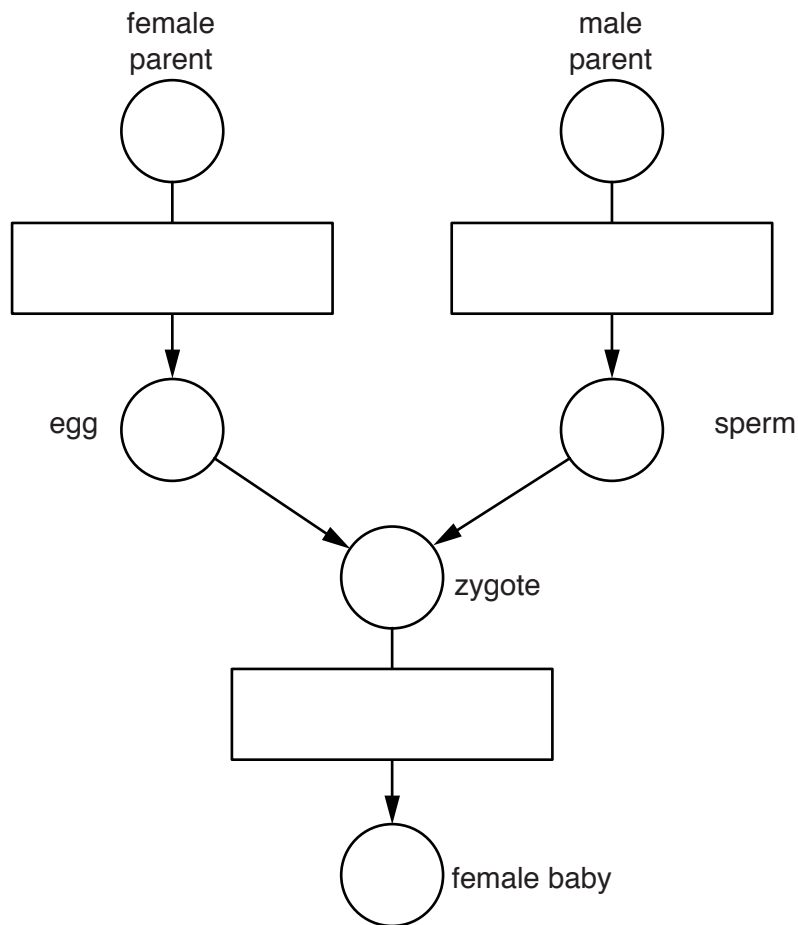 female
parent
male
parent
egg
sperm
zygote
female baby